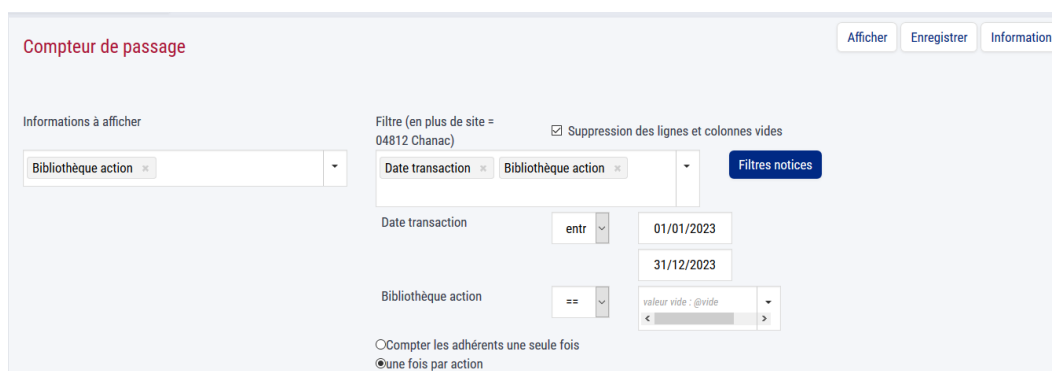 Compteur de passage
Afficher
Enregistrer
Information
Informations à afficher
Bibliothèque action ×
Filtre (en plus de site =
04812 Chanac)
Suppression des lignes et colonnes vides
Date transaction × Bibliothèque action ×
Filtres notices
Date transaction
entr
01/01/2023
31/12/2023
Bibliothèque action
==
valeur vide : @vide
Compter les adhérents une seule fois
une fois par action